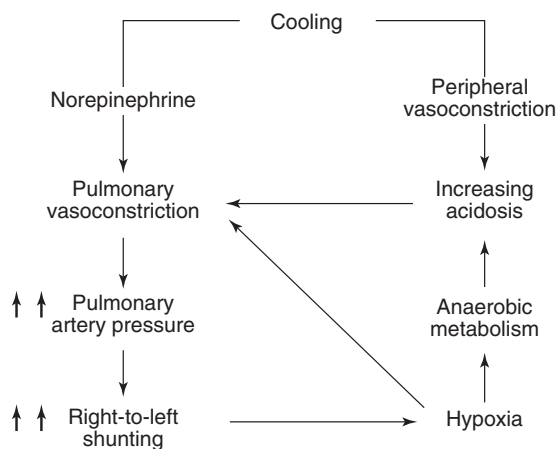 Cooling
Norepinephrine
Peripheral
vasoconstriction
Pulmonary
vasoconstriction
Increasing
acidosis
Pulmonary
artery pressure
Anaerobic
metabolism
Right-to-left
shunting
Hypoxia